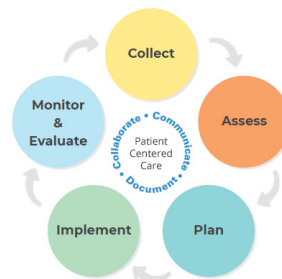 Collect
Assess
Plan
Implement
Monitor
&
Evaluate
Collaborate • Communicate • Document •
Patient
Centered
Care